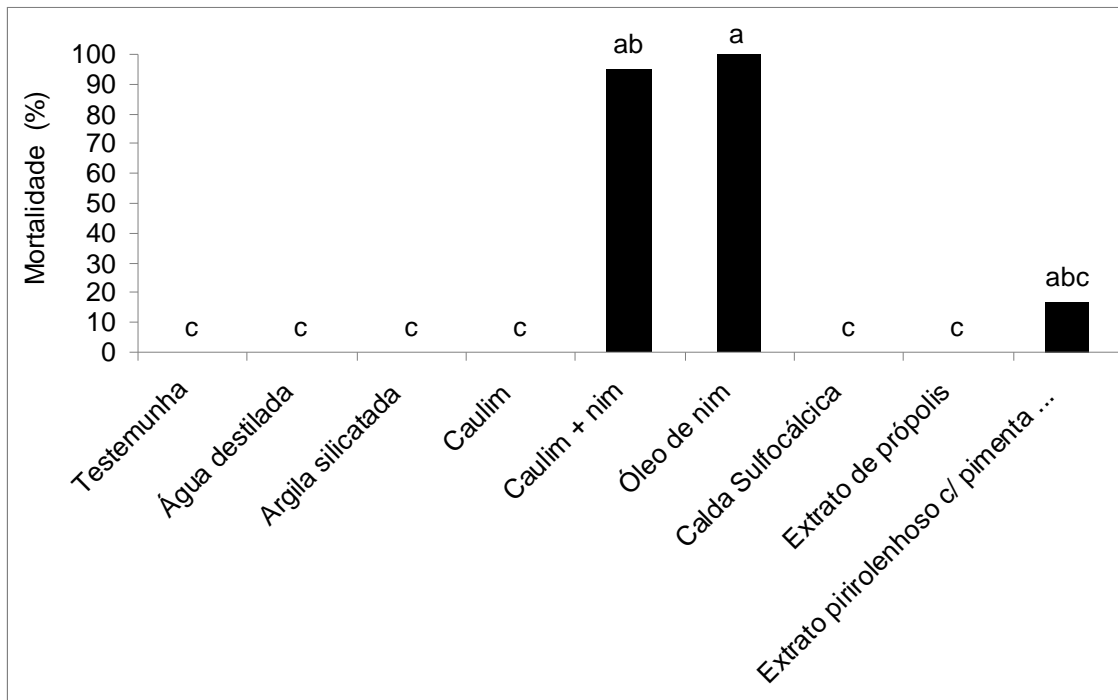 Mortalidade (%)
100
90
80
70
60
50
40
30
20
10
0
c
c
c
c
ab
a
c
c
abc
Testemunha
Água destilada
Argila silicatada
Caulim
Caulim + nim
Óleo de nim
Calda Sulfocálcica
Extrato de própolis
Extrato pirirolenhoso c/ pimenta ...